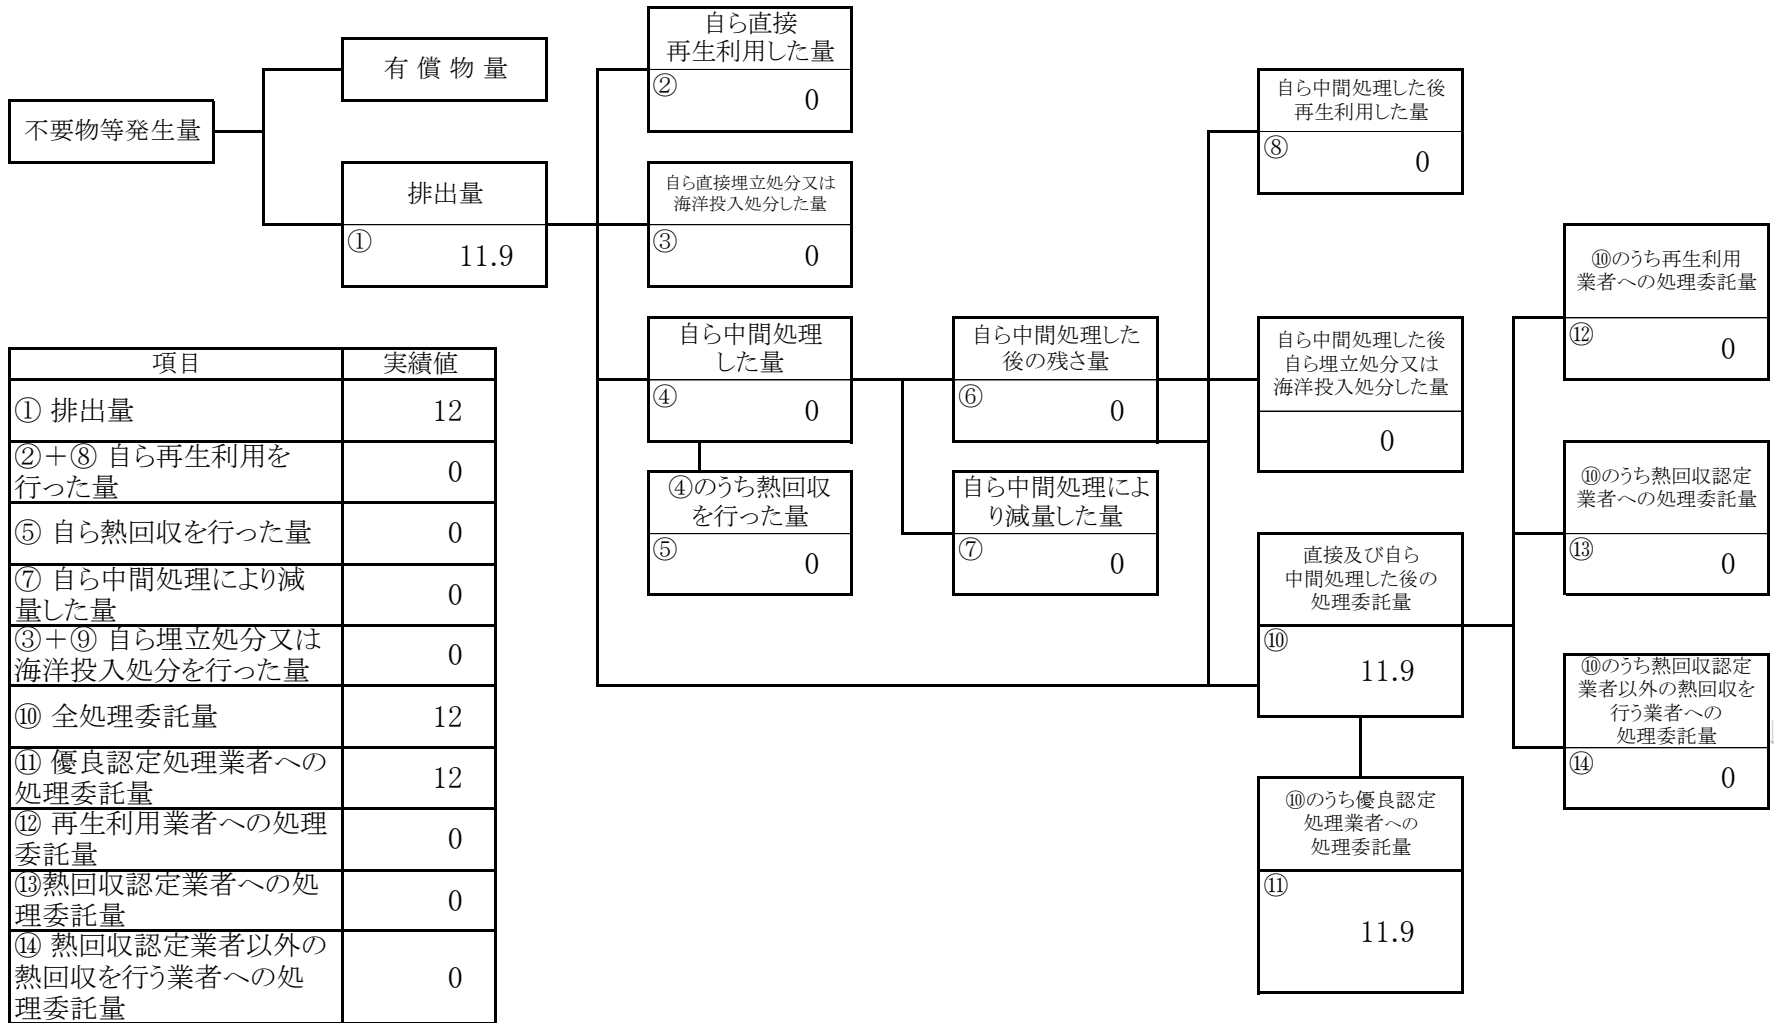 不要物等発生量
有償物量
排出量
① 11.9
自ら直接
再生利用した量
② 0
自ら直接埋立処分又は
海洋投入処分した量
③ 0
自ら中間処理
した量
④ 0
④のうち熱回収
を行った量
⑤ 0
自ら中間処理した
後の残さ量
⑥ 0
自ら中間処理によ
り減量した量
⑦ 0
自ら中間処理した後
再生利用した量
⑧ 0
自ら中間処理した後
自ら埋立処分又は
海洋投入処分した量
0
直接及び自ら
中間処理した後の
処理委託量
⑩
11.9
⑩のうち優良認定
処理業者への
処理委託量
⑪
11.9
⑩のうち再生利用
業者への処理委託量
⑫ 0
⑩のうち熱回収認定
業者への処理委託量
⑬ 0
⑩のうち熱回収認定
業者以外の熱回収を
行う業者への
処理委託量
⑭ 0
項目 実績値
① 排出量 12
②＋⑧ 自ら再生利用を
行った量 0
⑤ 自ら熱回収を行った量 0
⑦ 自ら中間処理により減
量した量 0
③＋⑨ 自ら埋立処分又は
海洋投入処分を行った量 0
⑩ 全処理委託量 12
⑪ 優良認定処理業者への
処理委託量 12
⑫ 再生利用業者への処理
委託量 0
⑬熱回収認定業者への処
理委託量 0
⑭ 熱回収認定業者以外の
熱回収を行う業者への処
理委託量 0